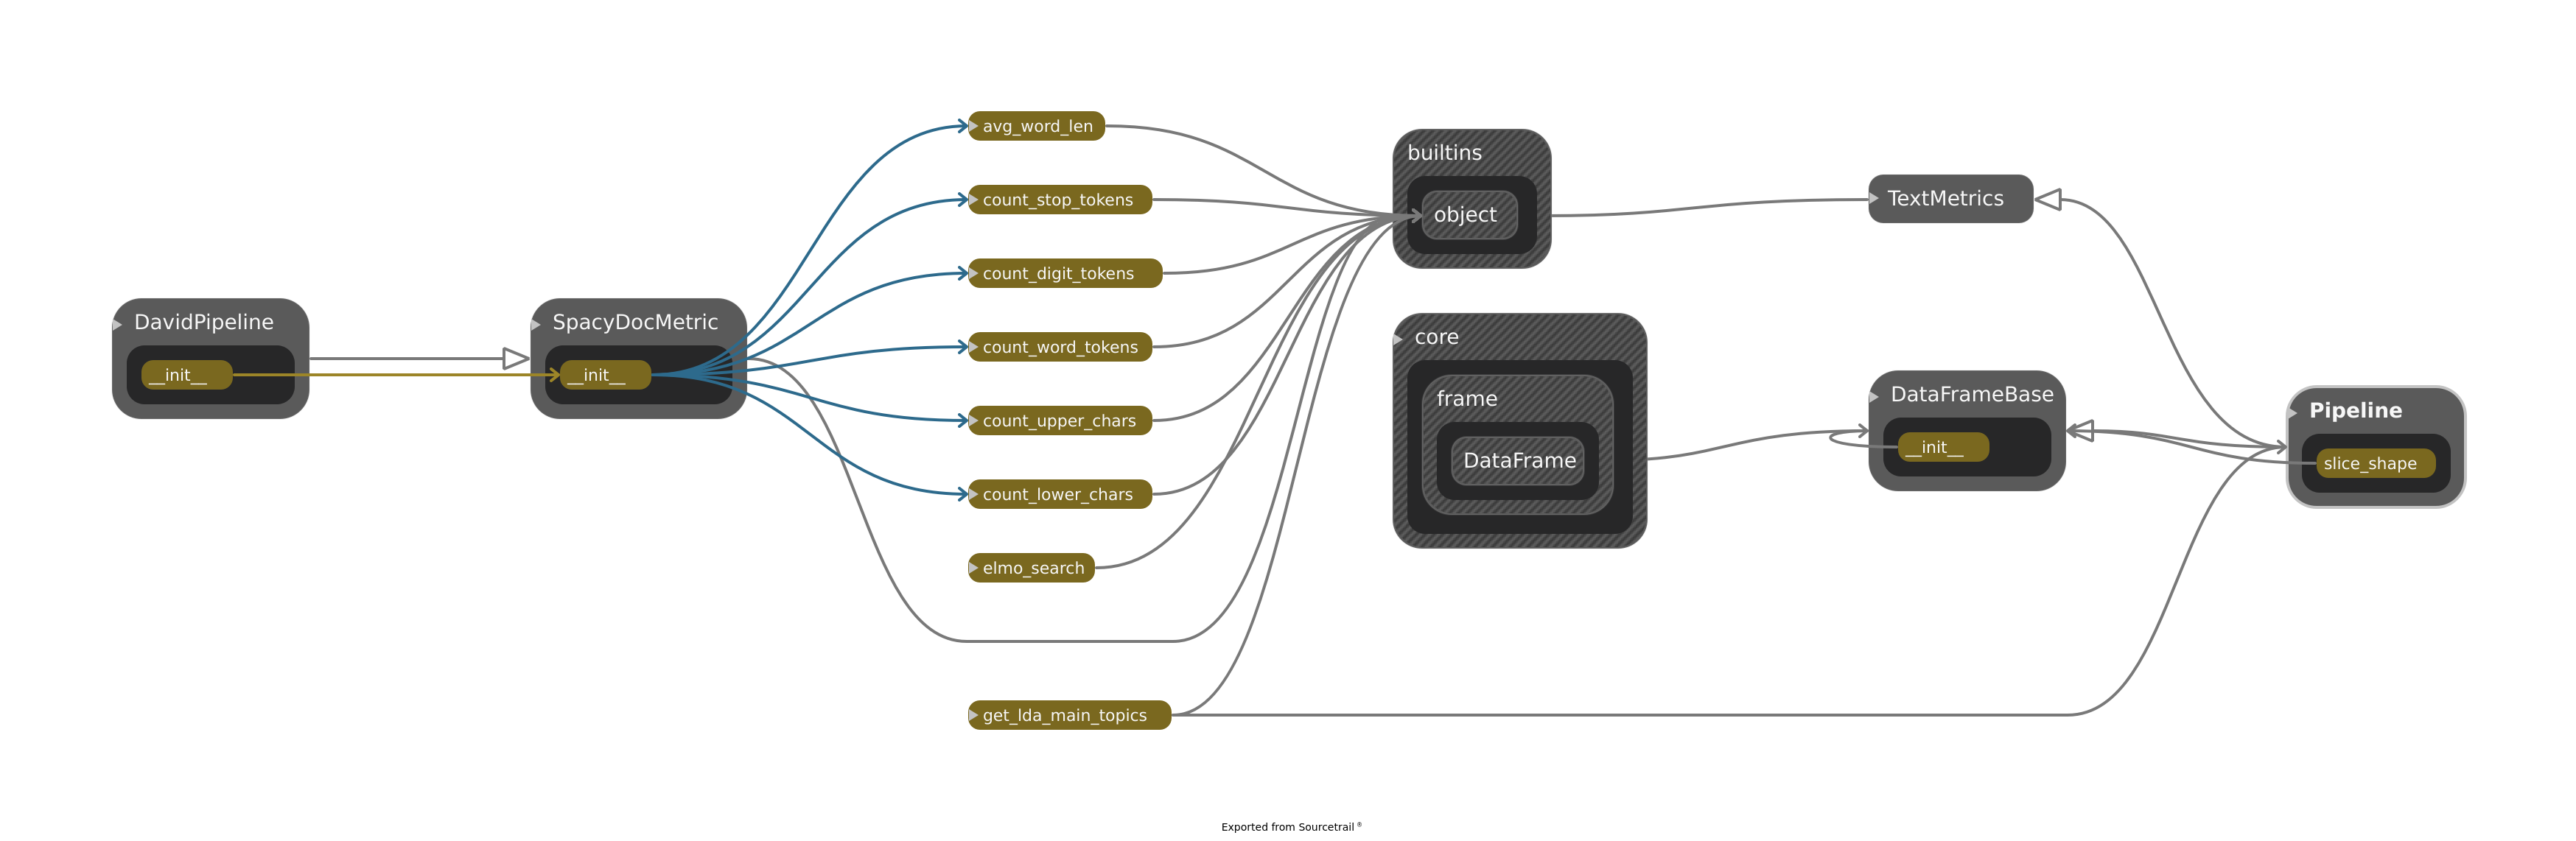 DavidPipeline
__init__
SpacyDocMetric
__init__
avg_word_len
count_stop_tokens
count_digit_tokens
count_word_tokens
count_upper_chars
count_lower_chars
elmo_search
get_lda_main_topics
builtins
object
core
frame
DataFrame
TextMetrics
DataFrameBase
__init__
Pipeline
slice_shape
Exported from Sourcetrail ®